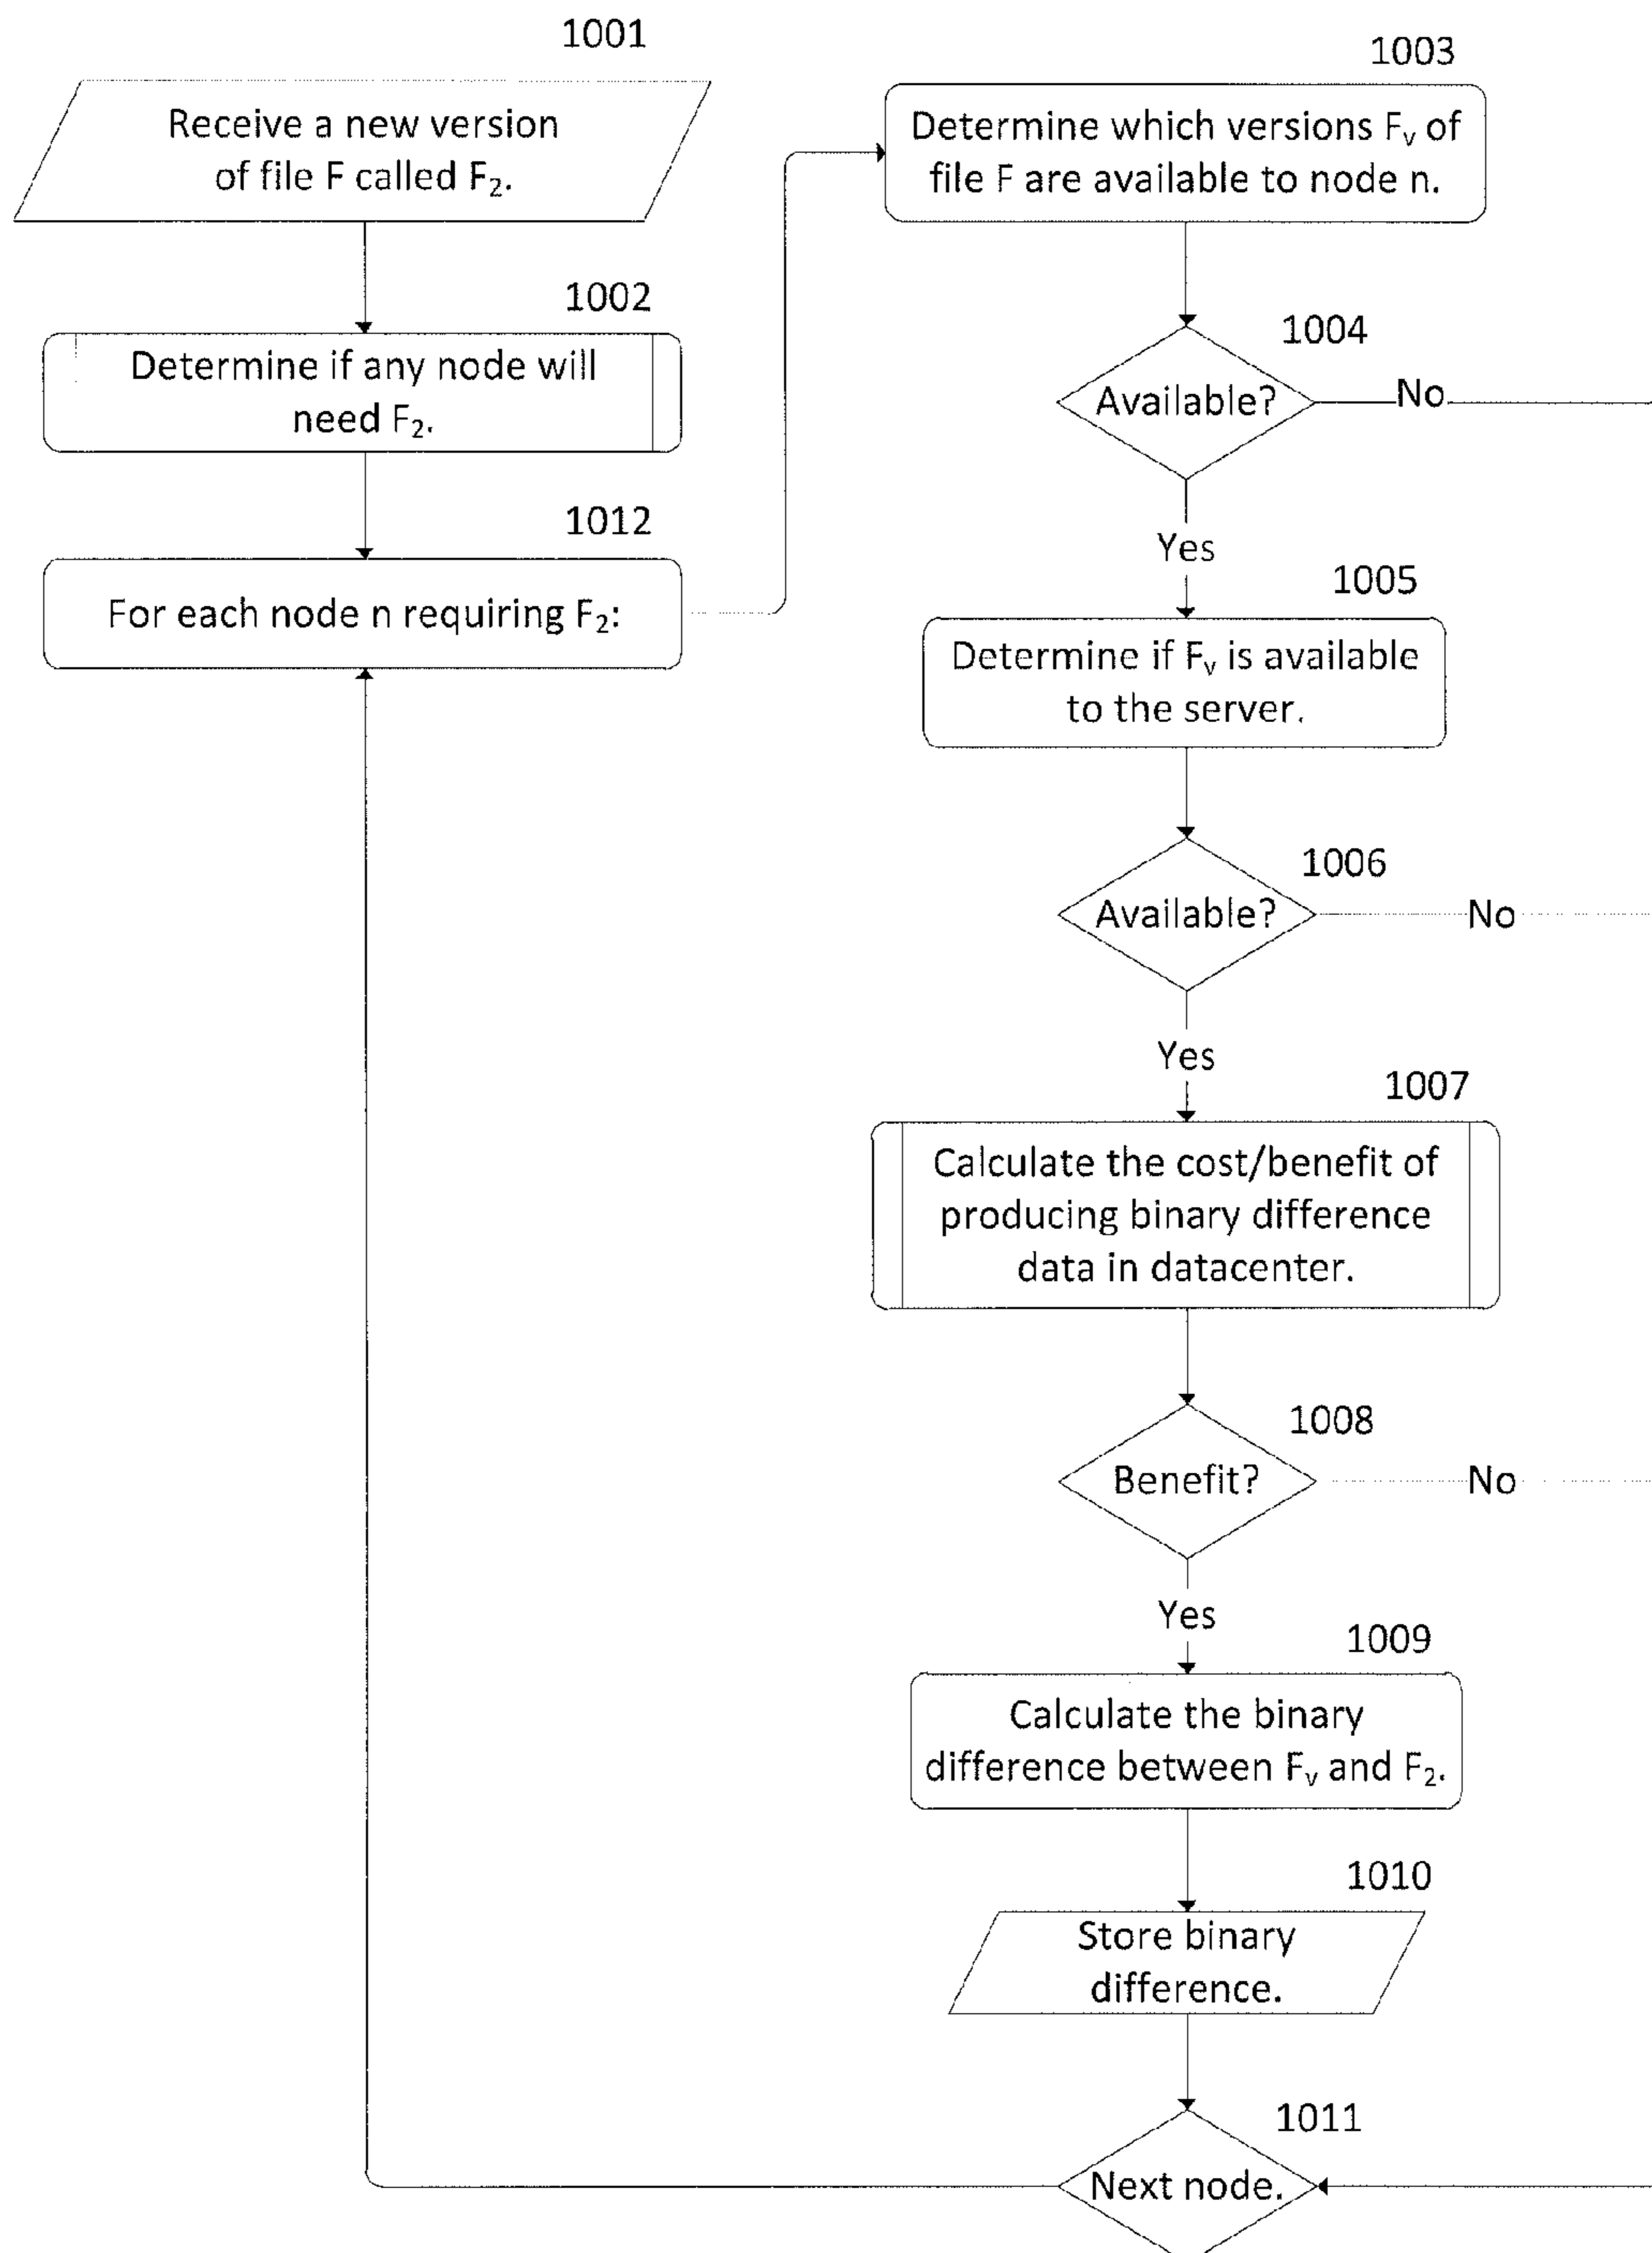 1001
Receive a new version
of file F called F₂.
1002
Determine if any node will
need F₂.
1012
For each node n requiring F₂:
1003
Determine which versions Fᵥ of
file F are available to node n.
1004
Available?
No
Yes
1005
Determine if Fᵥ is available
to the server.
1006
Available?
No
Yes
1007
Calculate the cost/benefit of
producing binary difference
data in datacenter.
1008
Benefit?
No
Yes
1009
Calculate the binary
difference between Fᵥ and F₂.
1010
Store binary
difference.
1011
Next node.